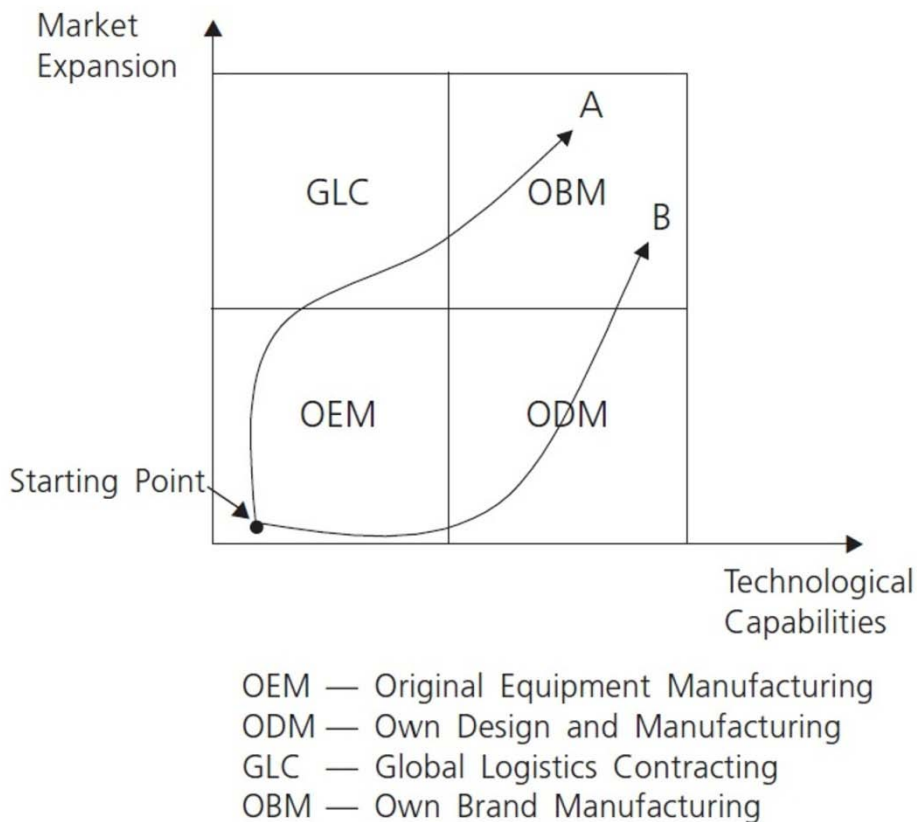 Market
Expansion
A
GLC
OBM
B
OEM
ODM
Starting Point
Technological
Capabilities
OEM — Original Equipment Manufacturing
ODM — Own Design and Manufacturing
GLC — Global Logistics Contracting
OBM — Own Brand Manufacturing